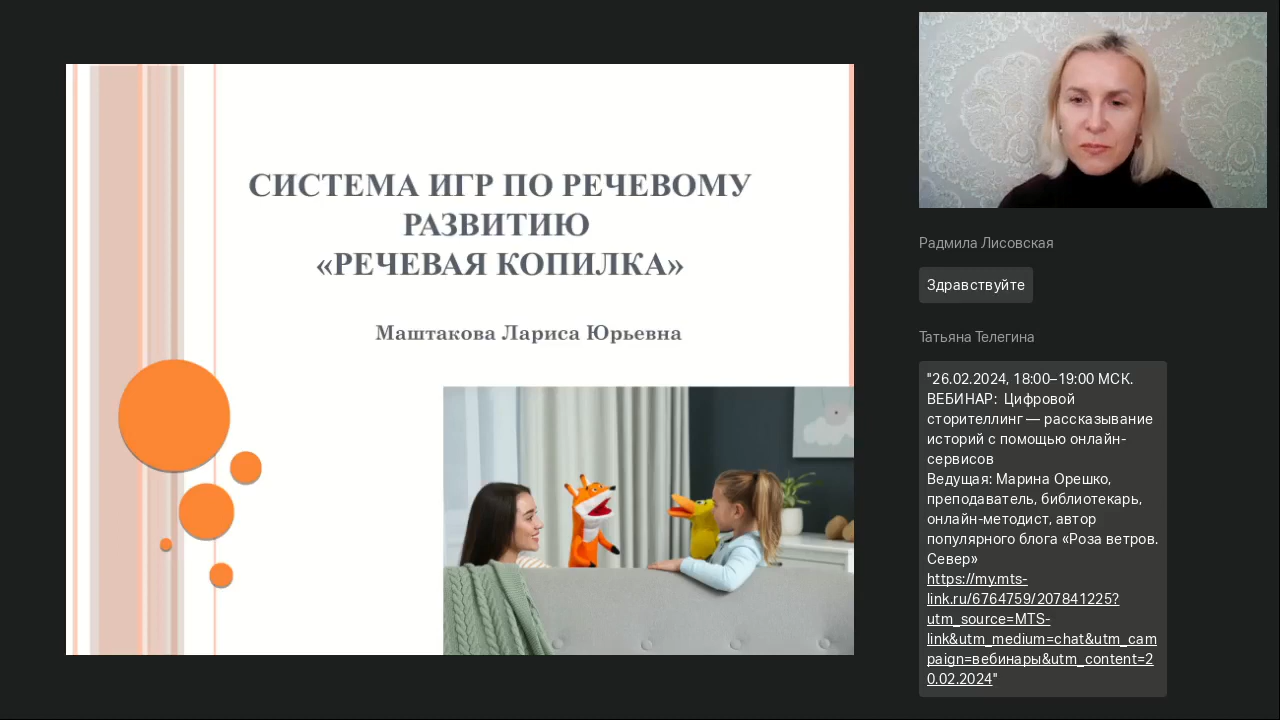 СИСТЕМА ИГР ПО РЕЧЕВОМУ
РАЗВИТИЮ
«РЕЧЕВАЯ КОПИЛКА»
Маштакова Лариса Юрьевна
Радмила Лисовская
Здравствуйте
Татьяна Телегина
"26.02.2024, 18:00–19:00 МСК.
ВЕБИНАР:  Цифровой
сторителлинг — рассказывание
историй с помощью онлайн-
сервисов
Ведущая: Марина Орешко,
преподаватель, библиотекарь,
онлайн-методист, автор
популярного блога «Роза ветров.
Север»
https://my.mts-
link.ru/6764759/207841225?
utm_source=MTS-
link&utm_medium=chat&utm_cam
paign=вебинары&utm_content=2
0.02.2024"